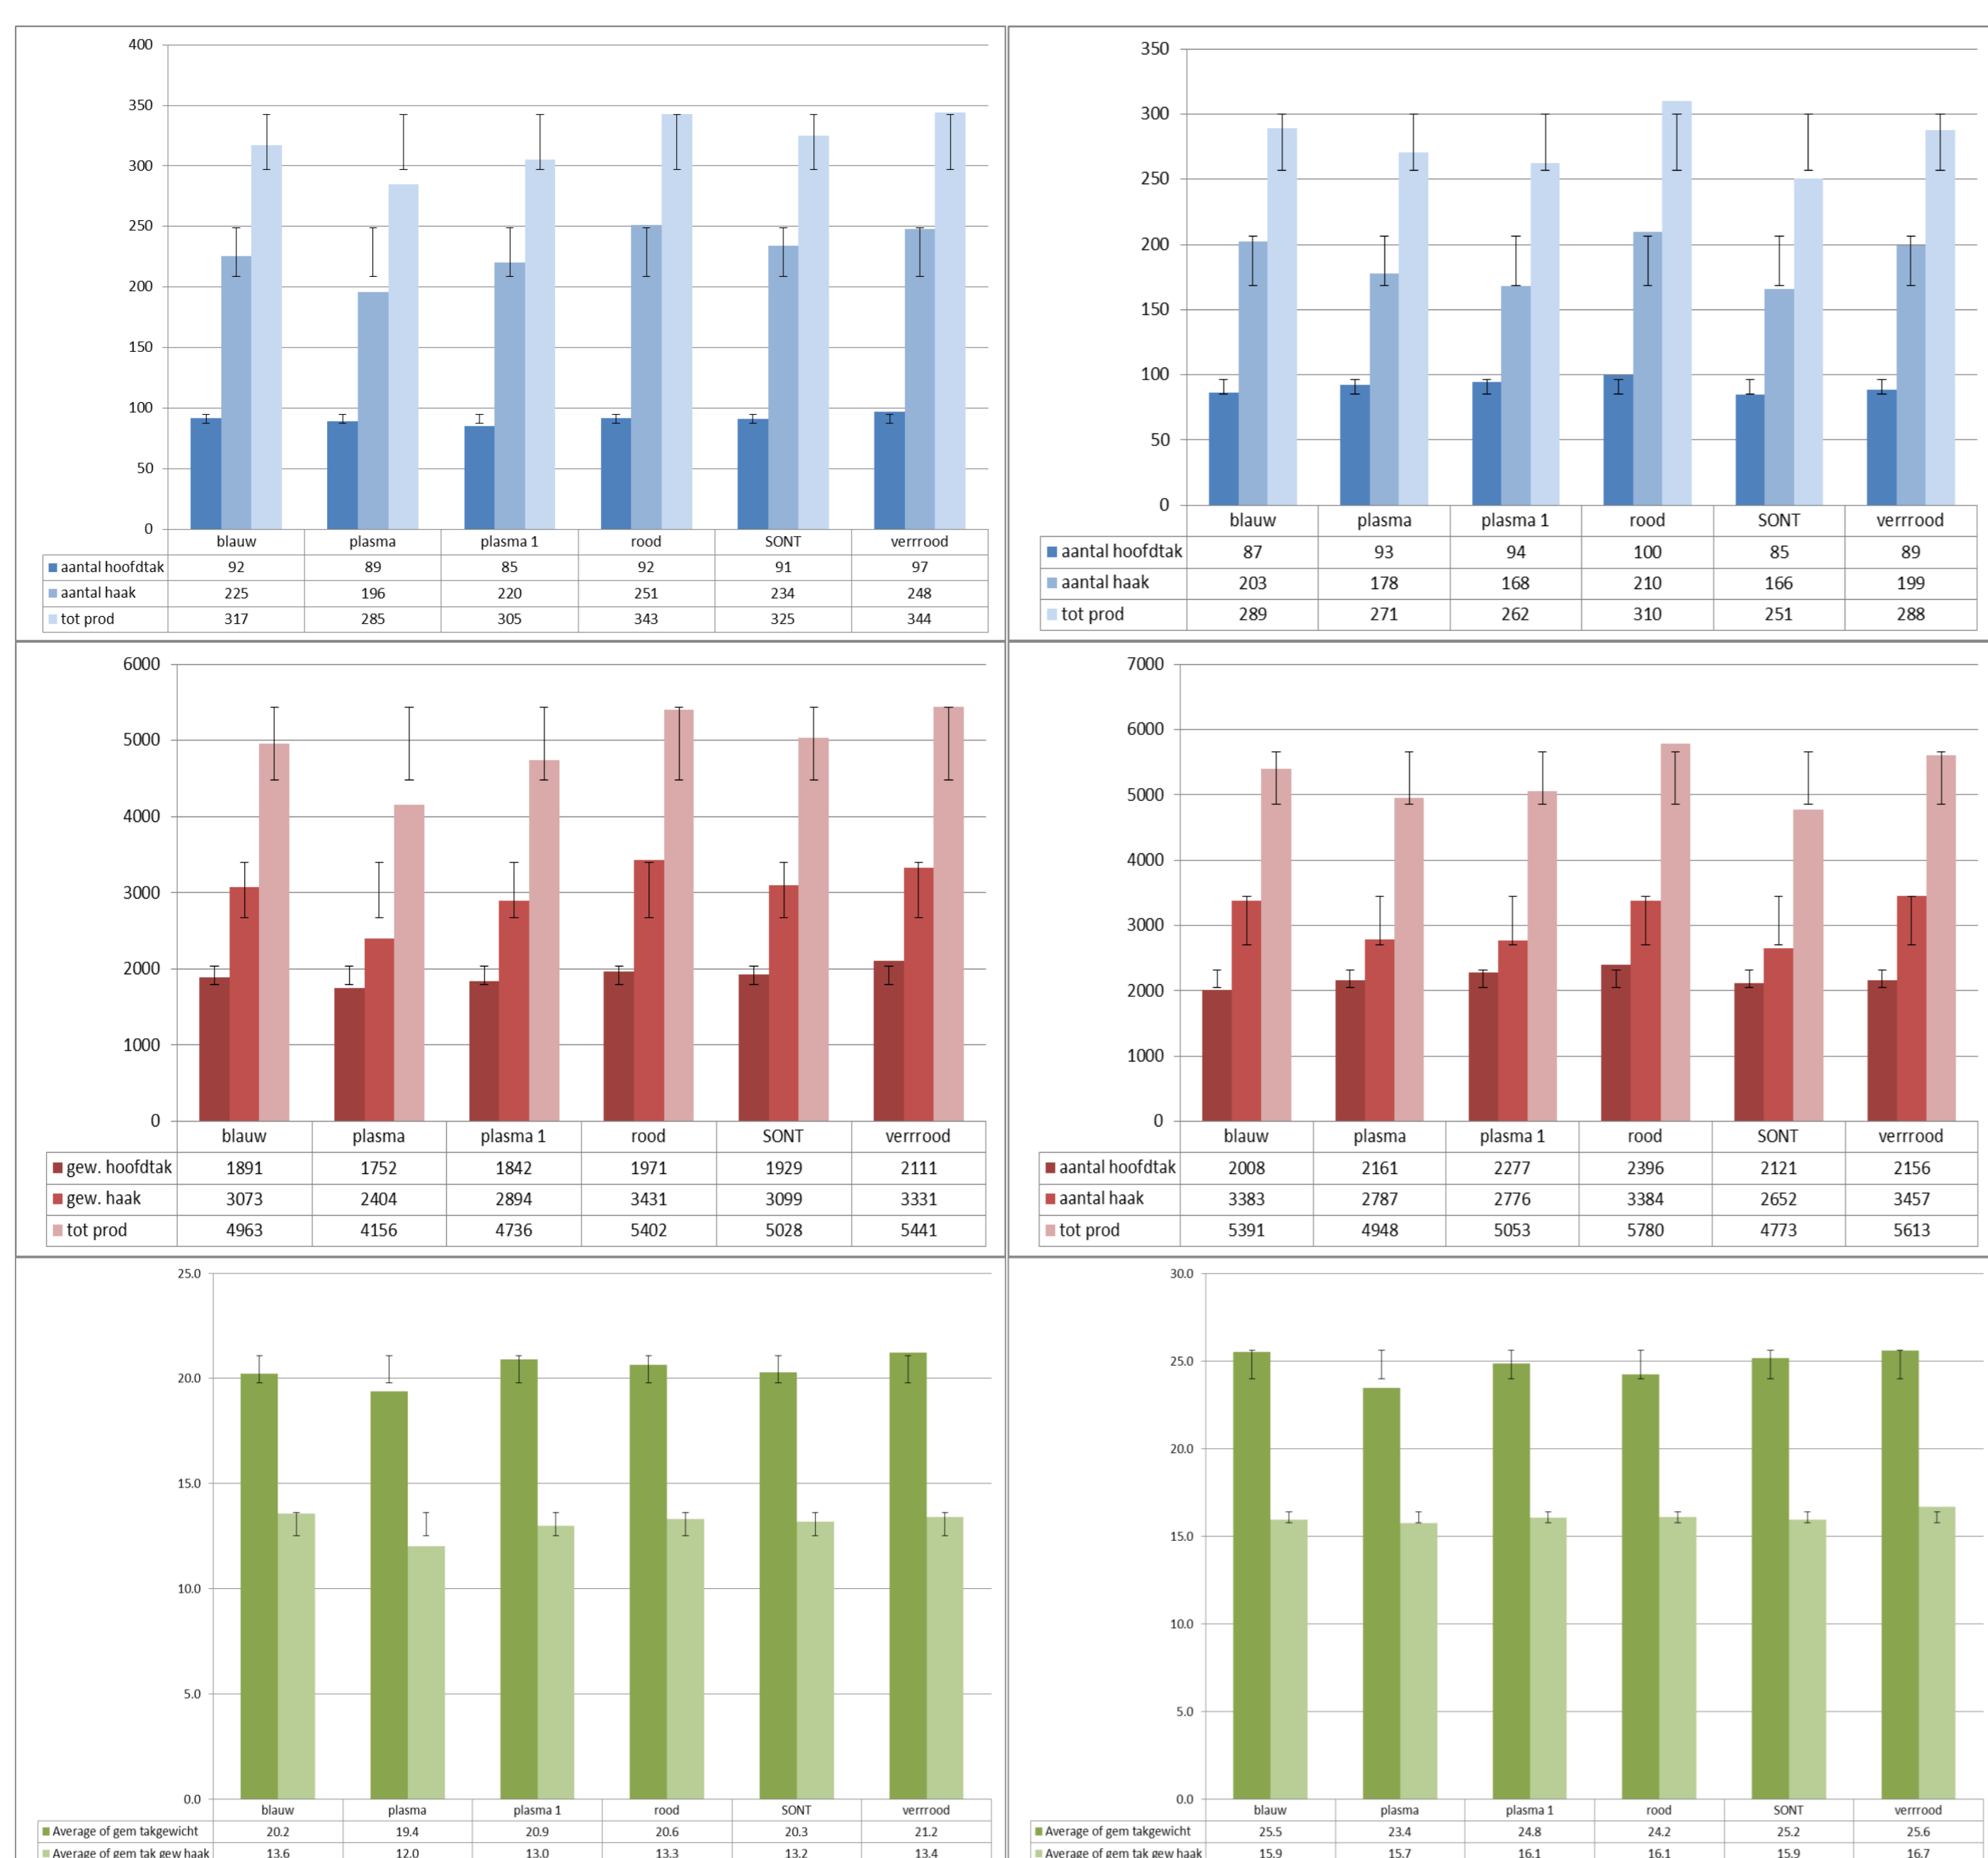 400
350
300
250
200
150
100
50
0
blauw plasma plasma 1 rood SONT verrrood
aantal hoofdtak 92 89 85 92 91 97
aantal haak 225 196 220 251 234 248
tot prod 317 285 305 343 325 344
350
300
250
200
150
100
50
0
blauw plasma plasma 1 rood SONT verrrood
aantal hoofdtak 87 93 94 100 85 89
aantal haak 203 178 168 210 166 199
tot prod 289 271 262 310 251 288
6000
5000
4000
3000
2000
1000
0
blauw plasma plasma 1 rood SONT verrrood
gew. hoofdtak 1891 1752 1842 1971 1929 2111
gew. haak 3073 2404 2894 3431 3099 3331
tot prod 4963 4156 4736 5402 5028 5441
7000
6000
5000
4000
3000
2000
1000
0
blauw plasma plasma 1 rood SONT verrrood
aantal hoofdtak 2008 2161 2277 2396 2121 2156
aantal haak 3383 2787 2776 3384 2652 3457
tot prod 5391 4948 5053 5780 4773 5613
25.0
20.0
15.0
10.0
5.0
0.0
blauw plasma plasma 1 rood SONT verrrood
Average of gem takgewicht 20.2 19.4 20.9 20.6 20.3 21.2
Average of gem tak gew haak 13.6 12.0 13.0 13.3 13.2 13.4
30.0
25.0
20.0
15.0
10.0
5.0
0.0
blauw plasma plasma 1 rood SONT verrrood
Average of gem takgewicht 25.5 23.4 24.8 24.2 25.2 25.6
Average of gem tak gew haak 15.9 15.7 16.1 16.1 15.9 16.7